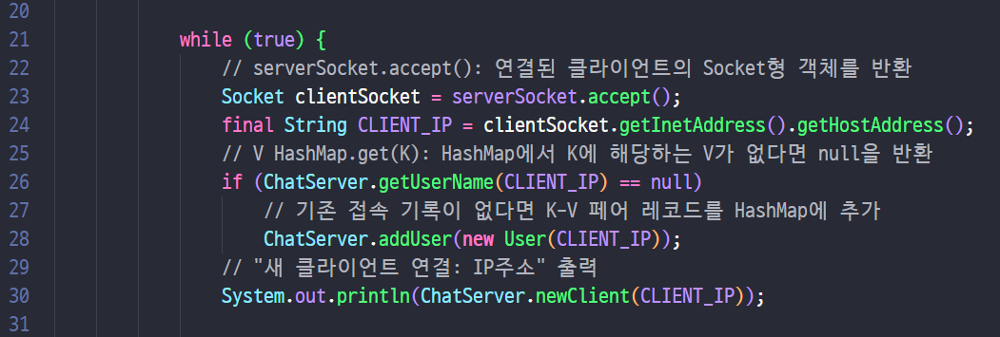 20
21 while (true) {
22 // serverSocket.accept(): 연결된 클라이언트의 Socket형 객체를 반환
23 Socket clientSocket = serverSocket.accept();
24 final String CLIENT_IP = clientSocket.getInetAddress().getHostAddress();
25 // V HashMap.get(K): HashMap에서 K에 해당하는 V가 없다면 null을 반환
26 if (ChatServer.getUserName(CLIENT_IP) == null)
27 // 기존 접속 기록이 없다면 K-V 페어 레코드를 HashMap에 추가
28 ChatServer.addUser(new User(CLIENT_IP));
29 // "새 클라이언트 연결: IP주소" 출력
30 System.out.println(ChatServer.newClient(CLIENT_IP));
31